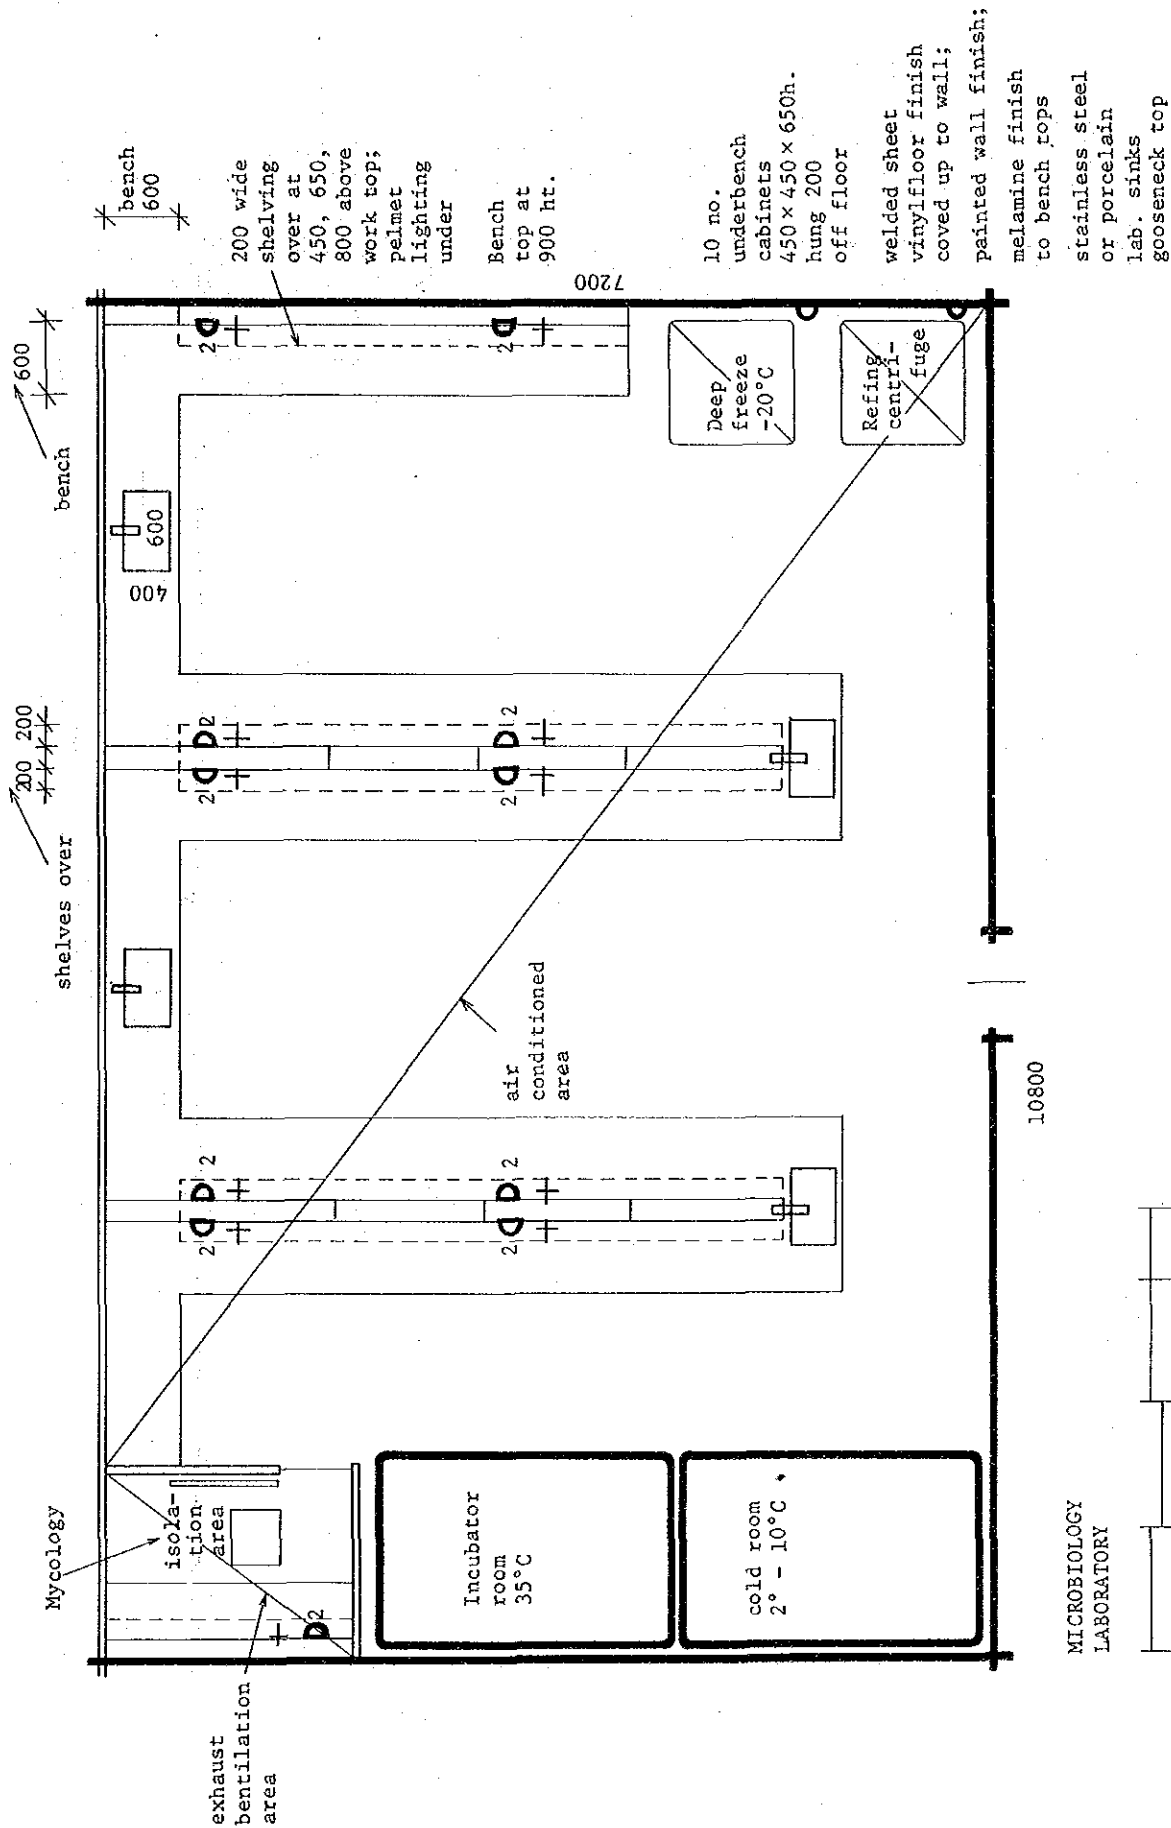 shelves over
200
200
bench
600
bench
600
Mycology
isola-
tion
area
exhaust
bentilation
area
2
2
2
2
2
2
2
2
2
2
2
400
600
200 wide
shelving
over at
450, 650,
800 above
work top;
pelmet
lighting
under
Bench
top at
900 ht.
7200
air
conditioned
area
Deep
freeze
-20°C
Refing
centri-
fuge
Incubator
room
35°C
cold room
2° - 10°C
10 no.
underbench
cabinets
450 × 450 × 650h.
hung 200
off floor
welded sheet
vinylfloor finish
coved up to wall;
painted wall finish;
melamine finish
to bench tops
stainless steel
or porcelain
lab. sinks
gooseneck top
10800
MICROBIOLOGY
LABORATORY